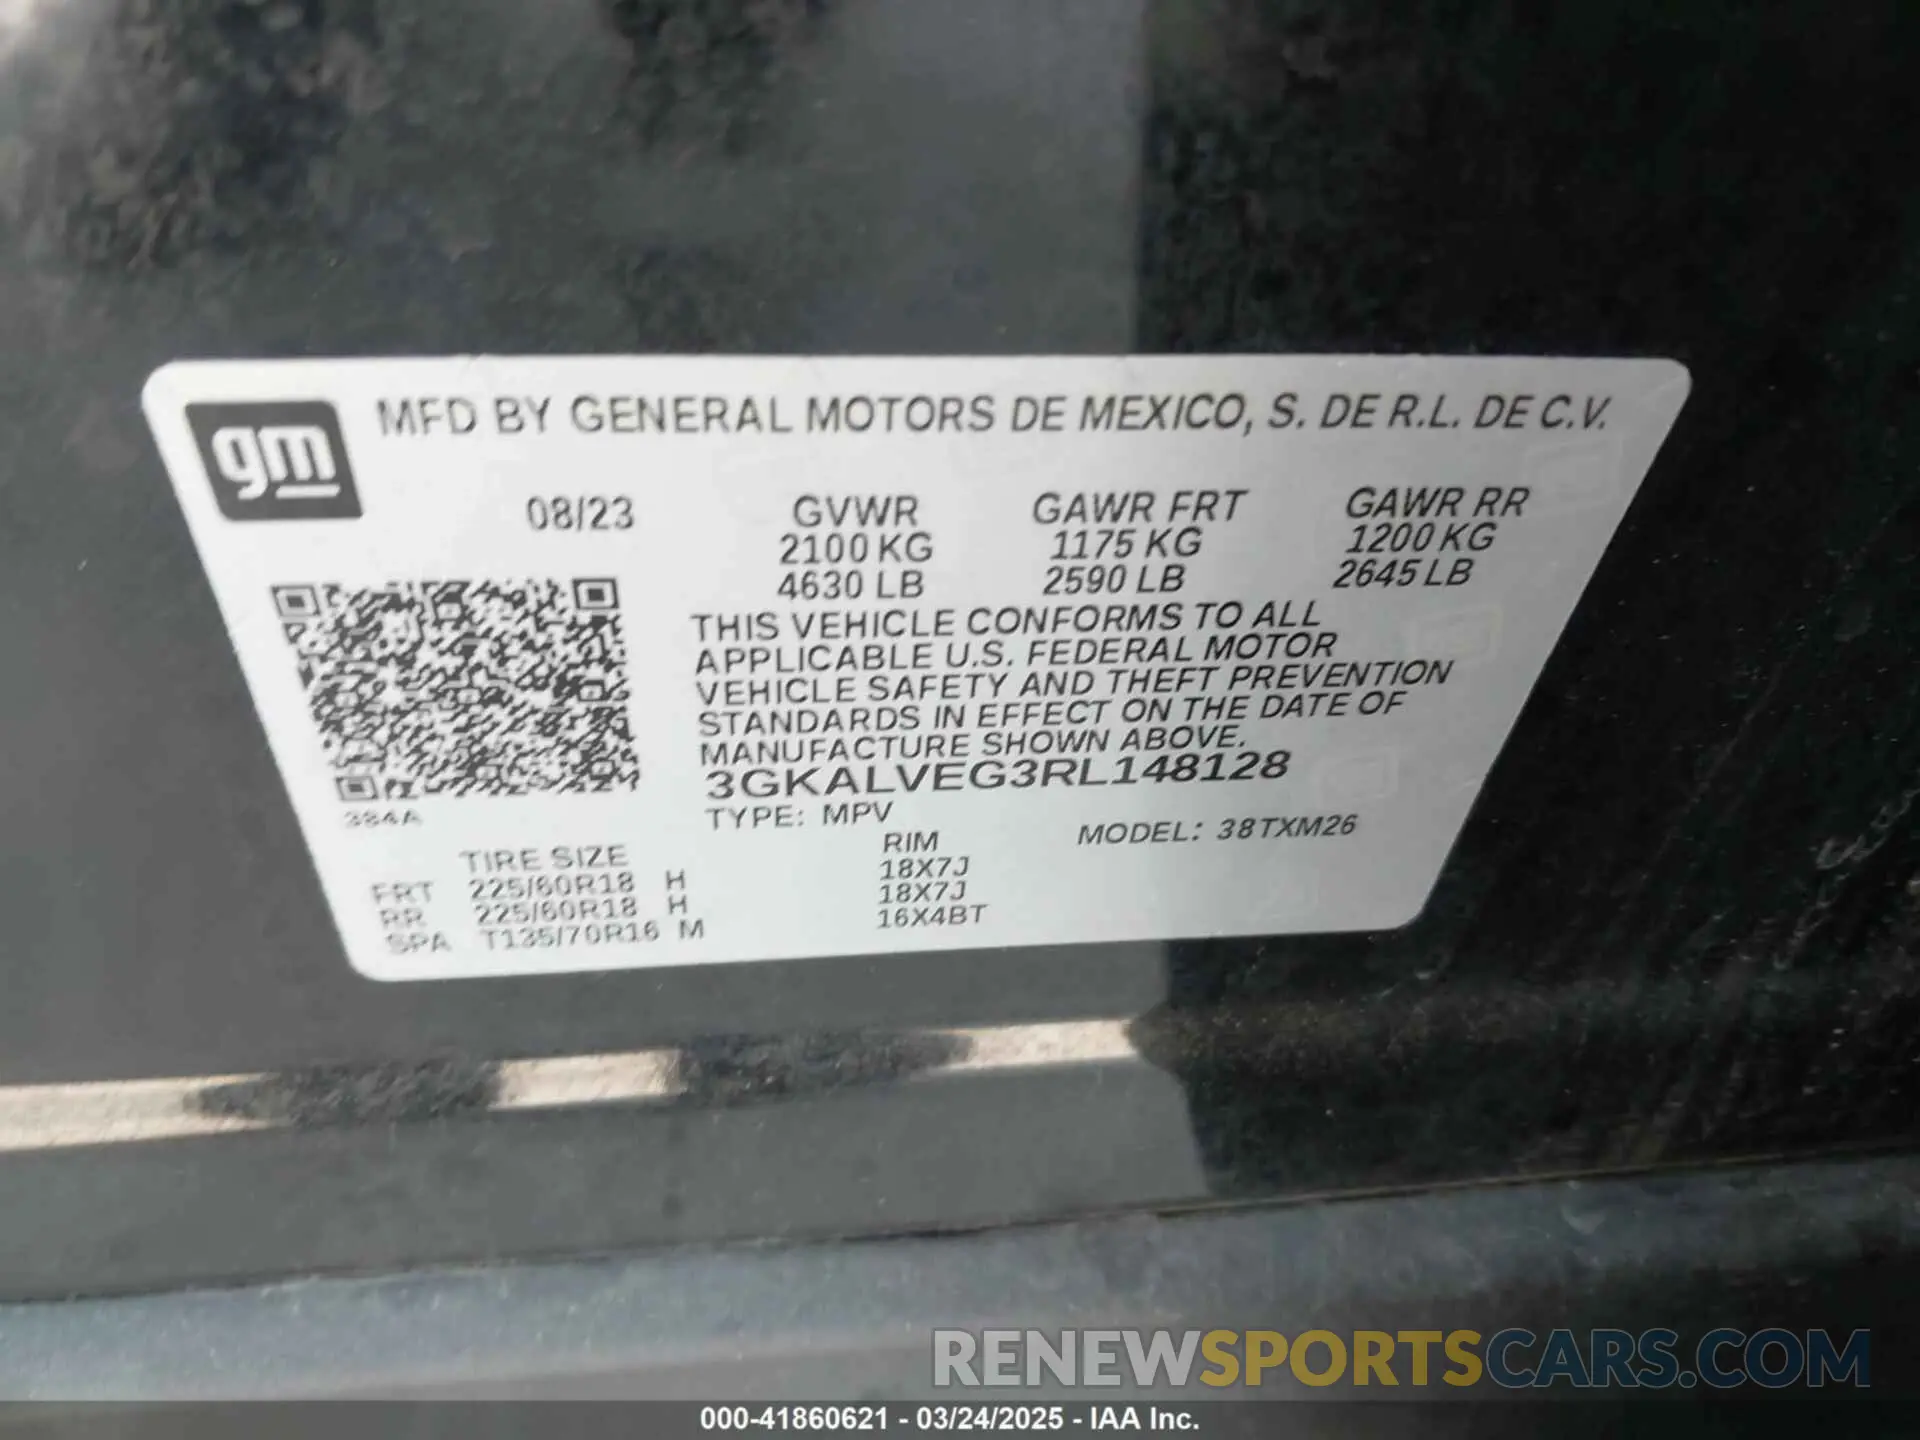 gm
MFD BY GENERAL MOTORS DE MEXICO, S. DE R.L. DE C.V.
08/23 GVWR GAWR FRT GAWR RR
2100 KG 1175 KG 1200 KG
4630 LB 2590 LB 2645 LB
THIS VEHICLE CONFORMS TO ALL
APPLICABLE U.S. FEDERAL MOTOR
VEHICLE SAFETY AND THEFT PREVENTION
STANDARDS IN EFFECT ON THE DATE OF
MANUFACTURE SHOWN ABOVE.
3GKALVEG3RL148128
384A
TYPE: MPV MODEL: 38TXM26
TIRE SIZE RIM
FRT 225/60R18 H 18X7J
RR 225/60R18 H 18X7J
SPA T135/70R16 M 16X4BT
RENEWSPORTSCARS.COM
000-41860621 - 03/24/2025 - IAA Inc.